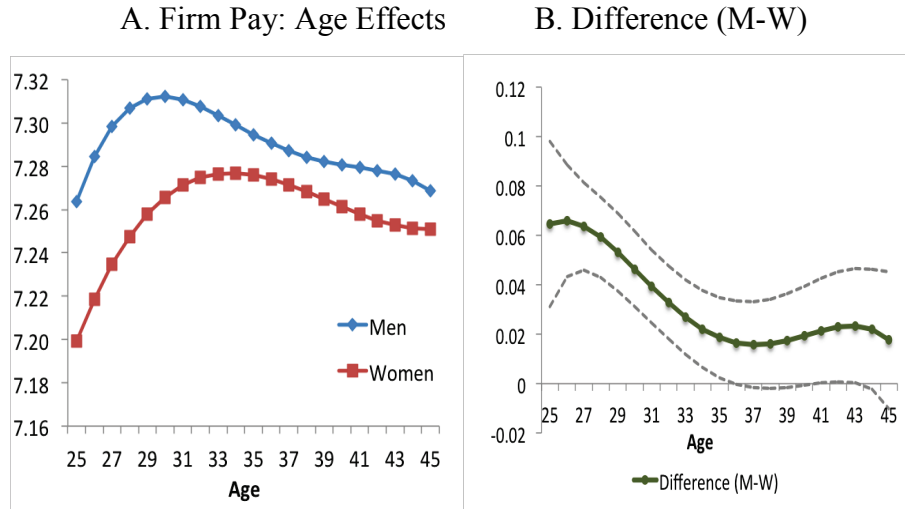 A. Firm Pay: Age Effects
7.32
7.30
7.28
7.26
7.24
7.22
7.20
7.18
7.16
25 27 29 31 33 35 37 39 41 43 45
Age
Men
Women
B. Difference (M-W)
0.12
0.1
0.08
0.06
0.04
0.02
0
-0.02
25 27 29 31 33 35 37 39 41 43 45
Age
Difference (M-W)